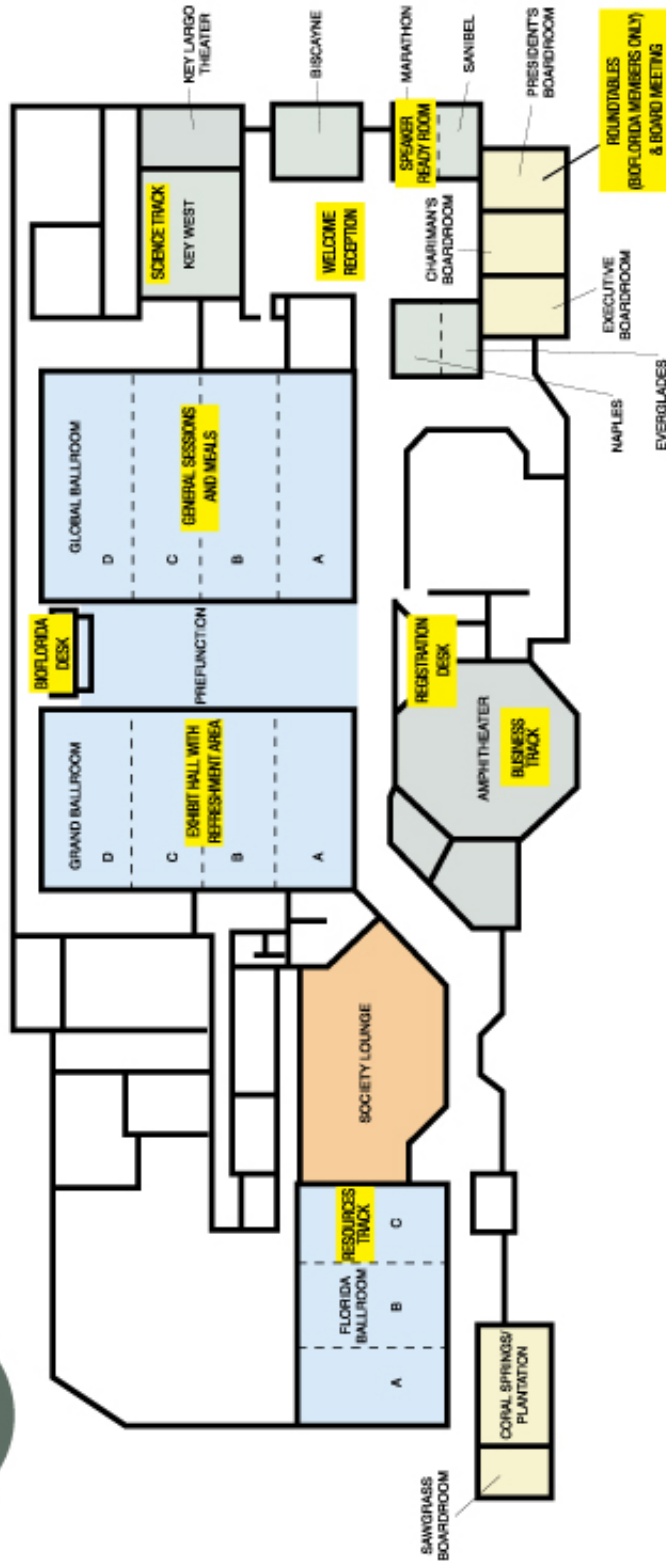 KEY LARGO
THEATER
SCIENCE TRACK
KEY WEST
BISCAYNE
WELCOME
RECEPTION
MARATHON
SPEAKER
READY ROOM
SANIBEL
CHARIMAN'S
BOARDROOM
PRESIDENT'S
BOARDROOM
ROUNDTABLES
(BIOFLORIDA MEMBERS ONLY)
& BOARD MEETING
EXECUTIVE
BOARDROOM
NAPLES
EVERGLADES
GLOBAL BALLROOM
D
C
B
A
GENERAL SESSIONS
AND MEALS
BIOFLORIDA
DESK
PREFUNCTION
REGISTRATION
DESK
GRAND BALLROOM
D
C
B
A
EXHIBIT HALL WITH
REFRESHMENT AREA
AMPHITHEATER
BUSINESS
TRACK
SOCIETY LOUNGE
RESOURCES
TRACK
FLORIDA
BALLROOM
A
B
C
CORAL SPRINGS/
PLANTATION
SAWGRASS
BOARDROOM